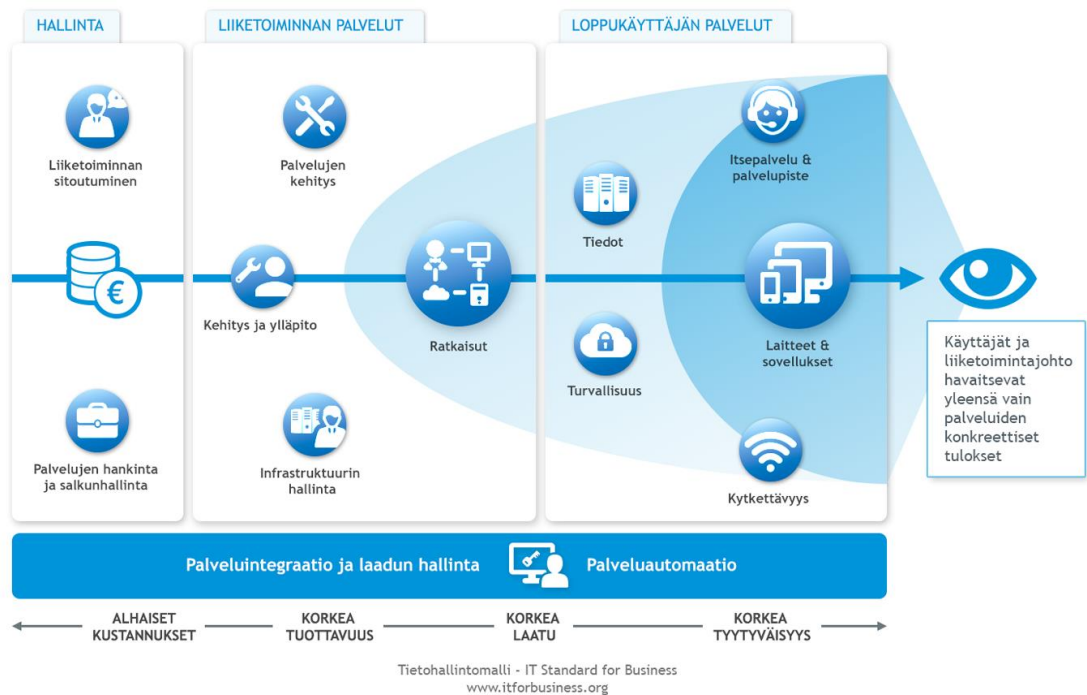 HALLINTA
LIIKETOIMINNAN PALVELUT
LOPPUKÄYTTÄJÄN PALVELUT
Liiketoiminnan
sitoutuminen
€
Palvelujen hankinta
ja salkunhallinta
Palvelujen
kehitys
Kehitys ja ylläpito
Infrastruktuurin
hallinta
Ratkaisut
Tiedot
Turvallisuus
Itsepalvelu &
palvelupiste
Laitteet &
sovellukset
Kytkettävyys
Käyttäjät ja
liiketoimintajohto
havaitsevat
yleensä vain
palveluiden
konkreettiset
tulokset
Palveluintegraatio ja laadun hallinta
Palveluautomaatio
ALHAISET
KUSTANNUKSET
KORKEA
TUOTTAVUUS
KORKEA
LAATU
KORKEA
TYYTYVÄISYYS
Tietohallintomalli - IT Standard for Business
www.itforbusiness.org